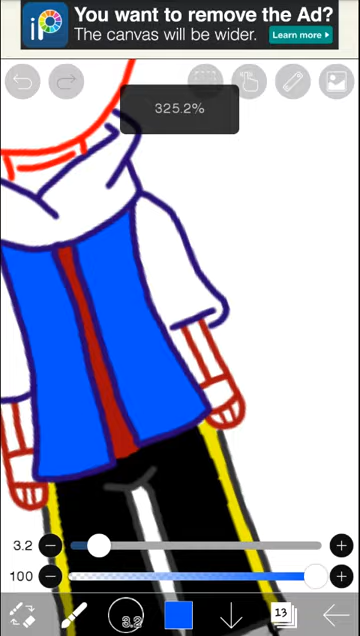 iP
You want to remove the Ad?
The canvas will be wider.
Learn more ▸
325.2%
3.2
100
3.2
13